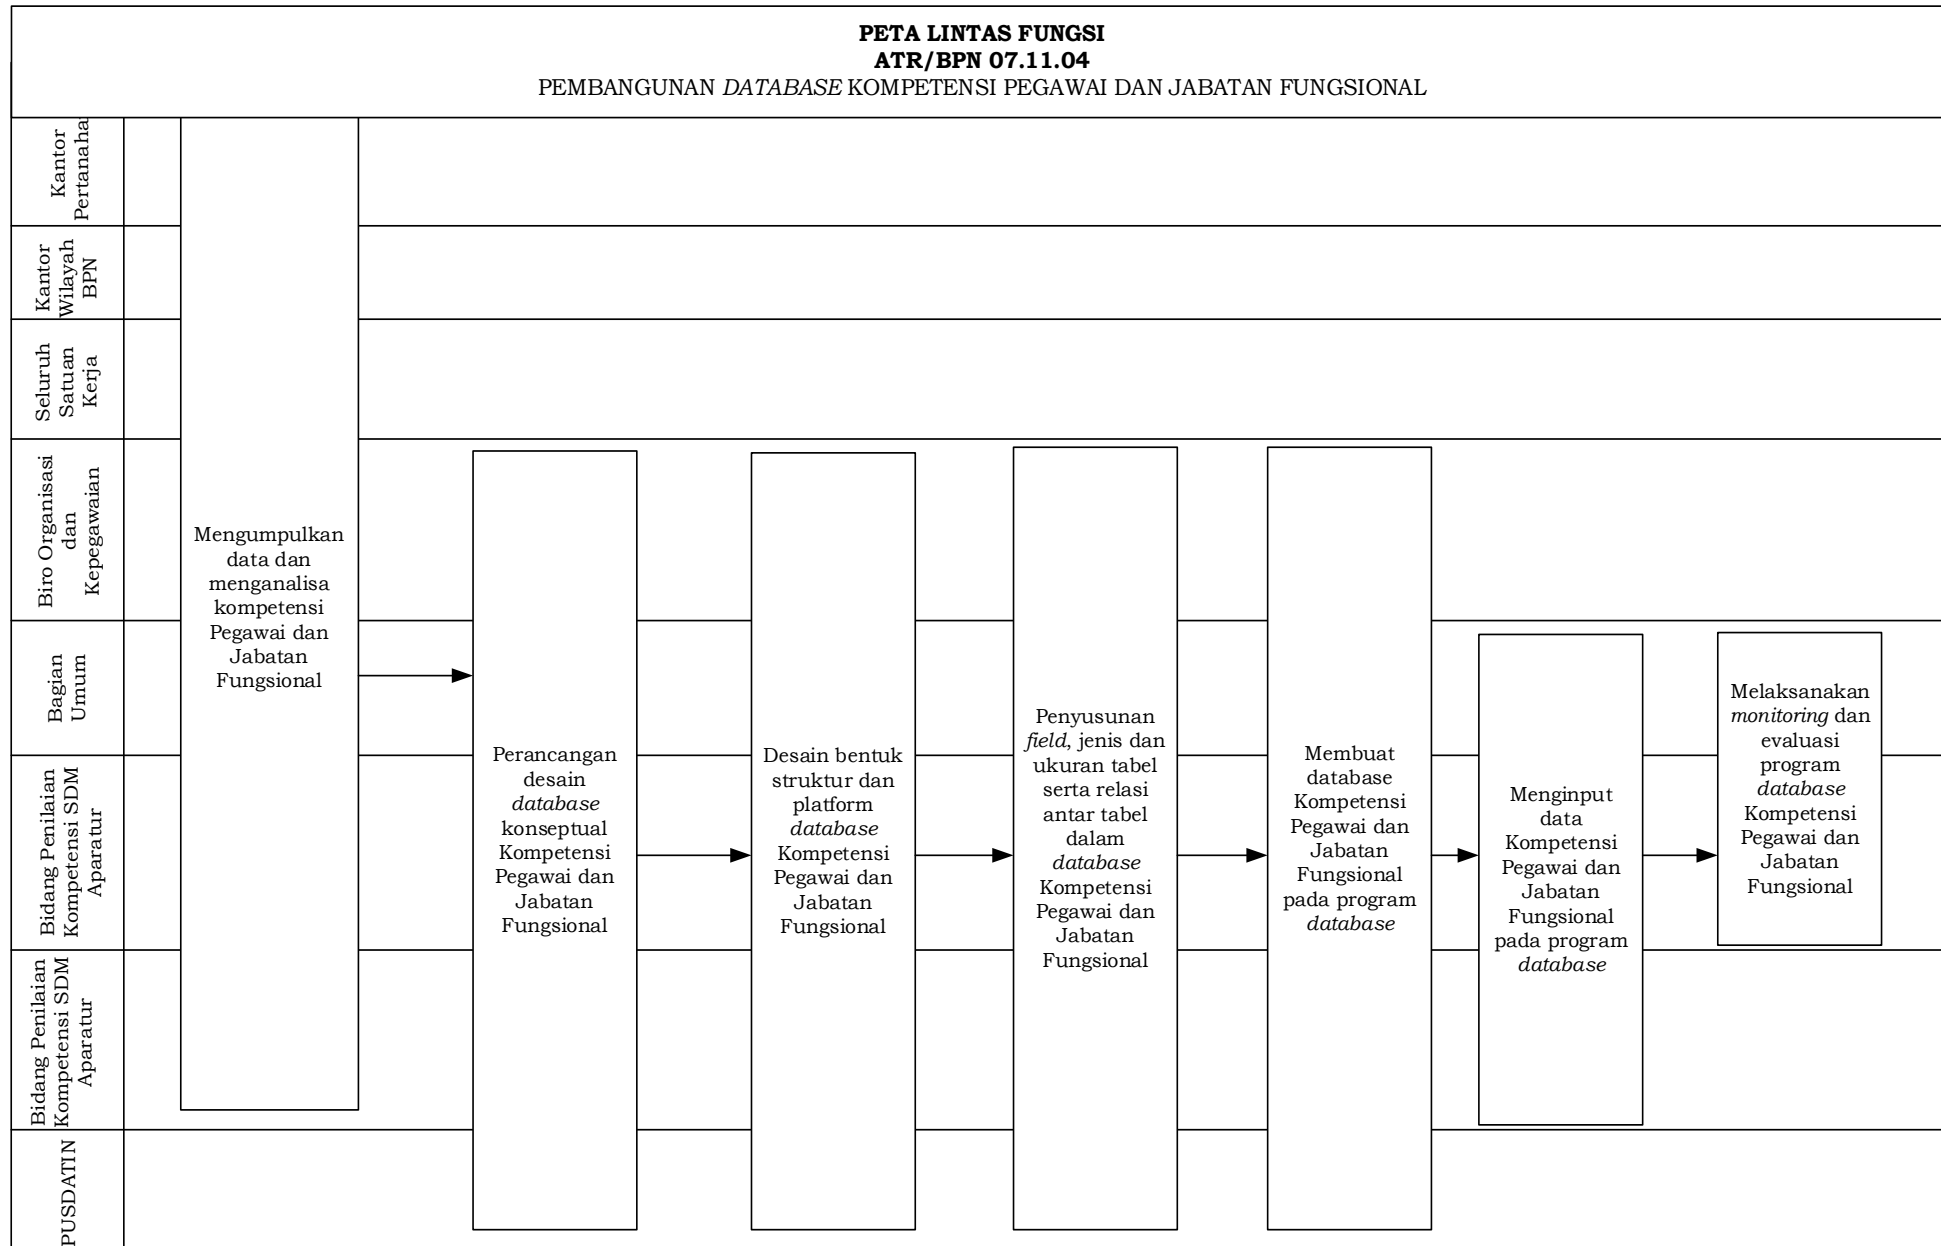 PETA LINTAS FUNGSI
ATR/BPN 07.11.04
PEMBANGUNAN DATABASE KOMPETENSI PEGAWAI DAN JABATAN FUNGSIONAL
Kantor
Pertanaha
Kantor
Wilayah
BPN
Seluruh
Satuan
Kerja
Biro Organisasi
dan
Kepegawaian
Bagian
Umum
Bidang Penilaian
Kompetensi SDM
Aparatur
Bidang Penilaian
Kompetensi SDM
Aparatur
PUSDATIN
Mengumpulkan
data dan
menganalisa
kompetensi
Pegawai dan
Jabatan
Fungsional
Perancangan
desain
database
konseptual
Kompetensi
Pegawai dan
Jabatan
Fungsional
Desain bentuk
struktur dan
platform
database
Kompetensi
Pegawai dan
Jabatan
Fungsional
Penyusunan
field, jenis dan
ukuran tabel
serta relasi
antar tabel
dalam
database
Kompetensi
Pegawai dan
Jabatan
Fungsional
Membuat
database
Kompetensi
Pegawai dan
Jabatan
Fungsional
pada program
database
Menginput
data
Kompetensi
Pegawai dan
Jabatan
Fungsional
pada program
database
Melaksanakan
monitoring dan
evaluasi
program
database
Kompetensi
Pegawai dan
Jabatan
Fungsional